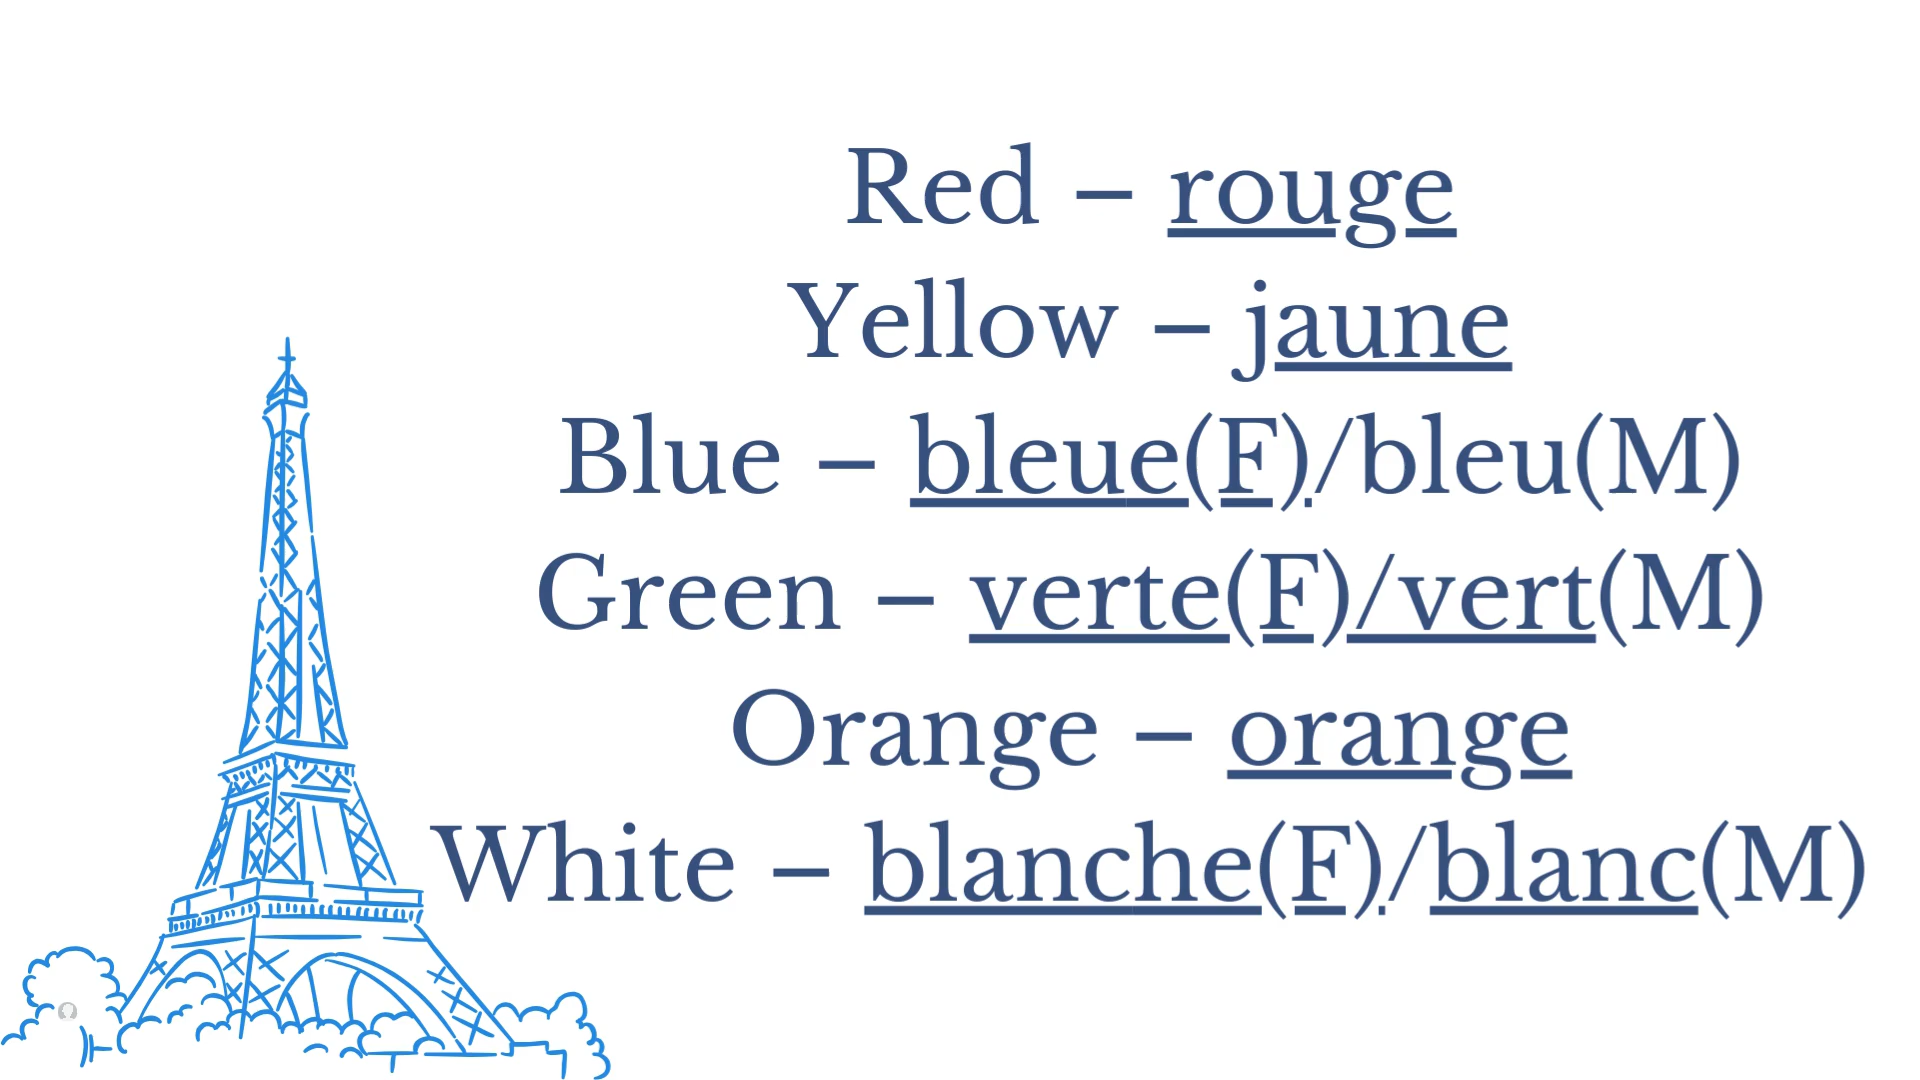 Red – rouge
Yellow – jaune
Blue – bleue(F)/bleu(M)
Green – verte(F)/vert(M)
Orange – orange
White – blanche(F)/blanc(M)